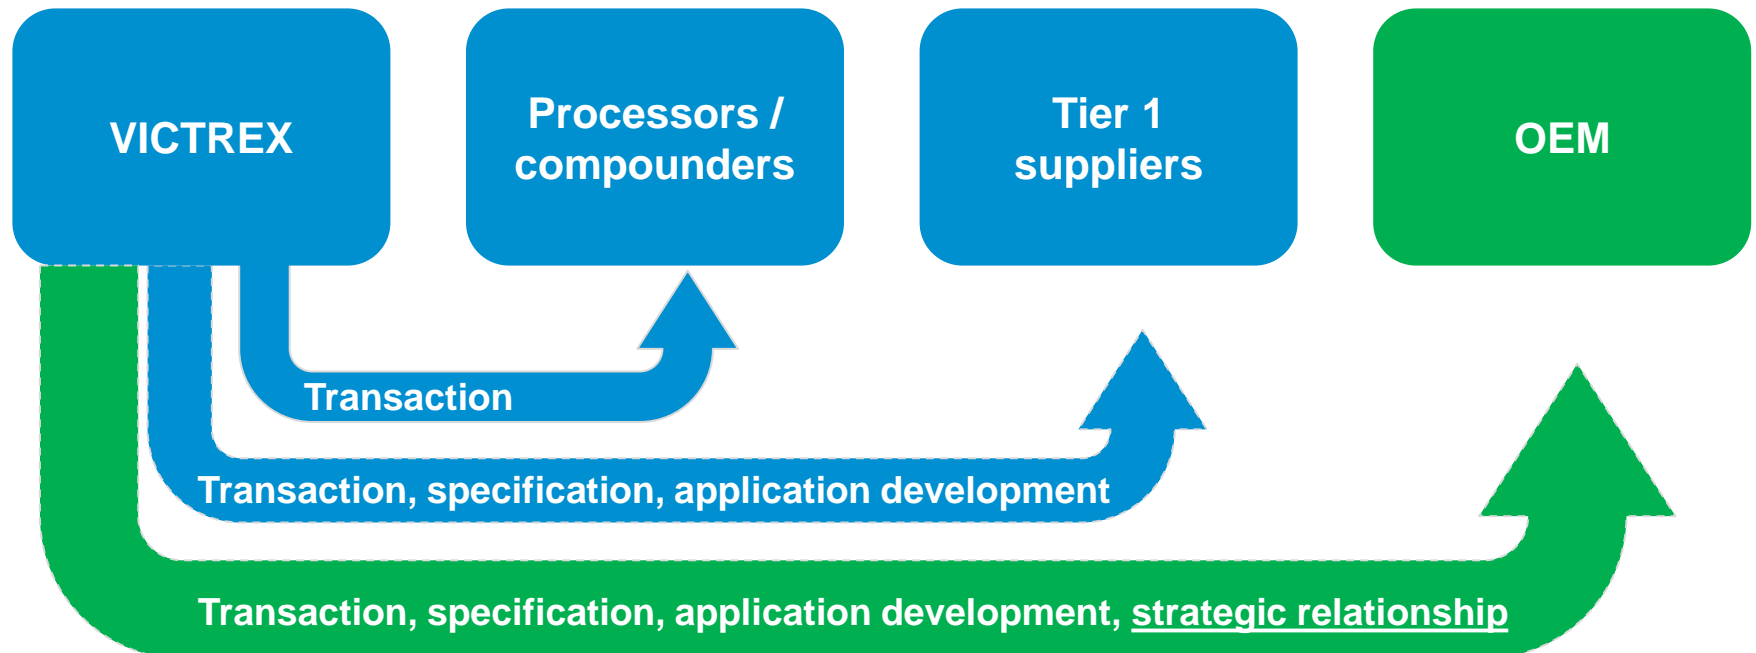 VICTREX
Processors /
compounders
Tier 1
suppliers
OEM
Transaction
Transaction, specification, application development
Transaction, specification, application development, strategic relationship